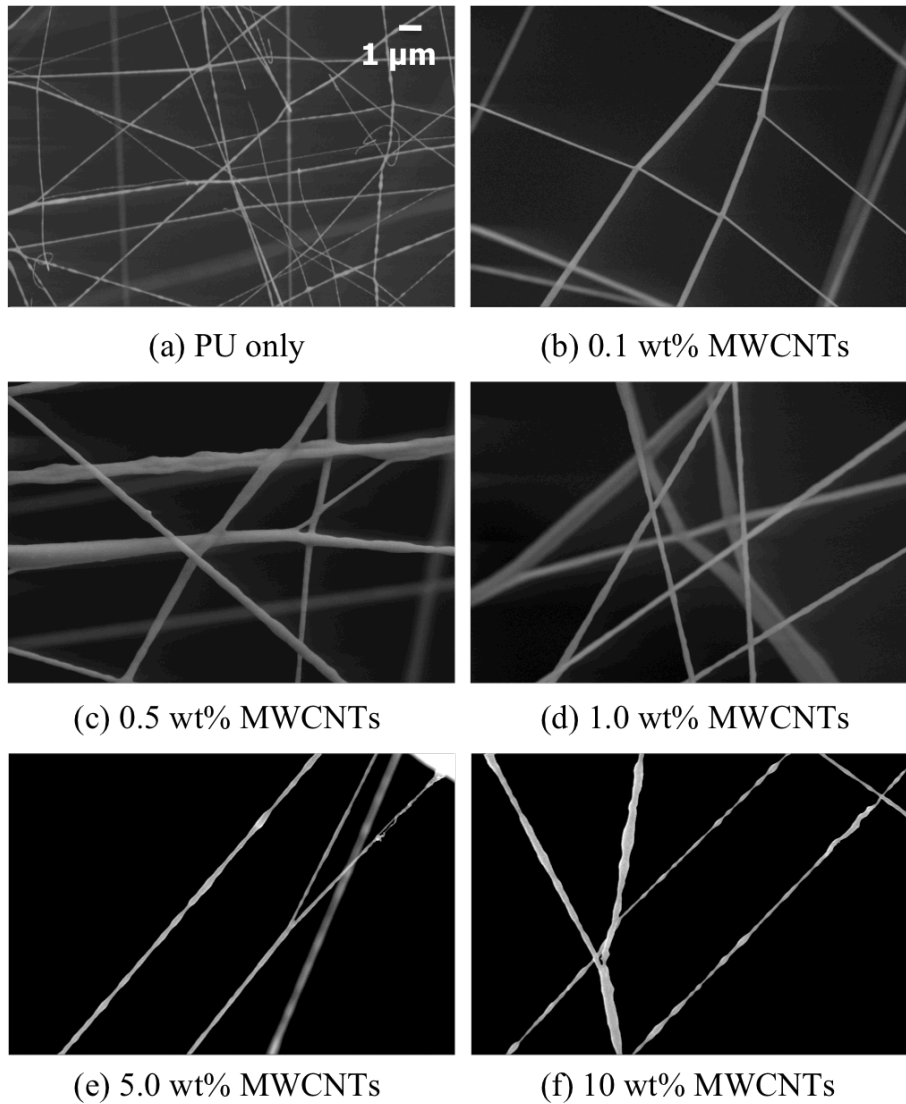 1 µm
(a) PU only
(b) 0.1 wt% MWCNTs
(c) 0.5 wt% MWCNTs
(d) 1.0 wt% MWCNTs
(e) 5.0 wt% MWCNTs
(f) 10 wt% MWCNTs